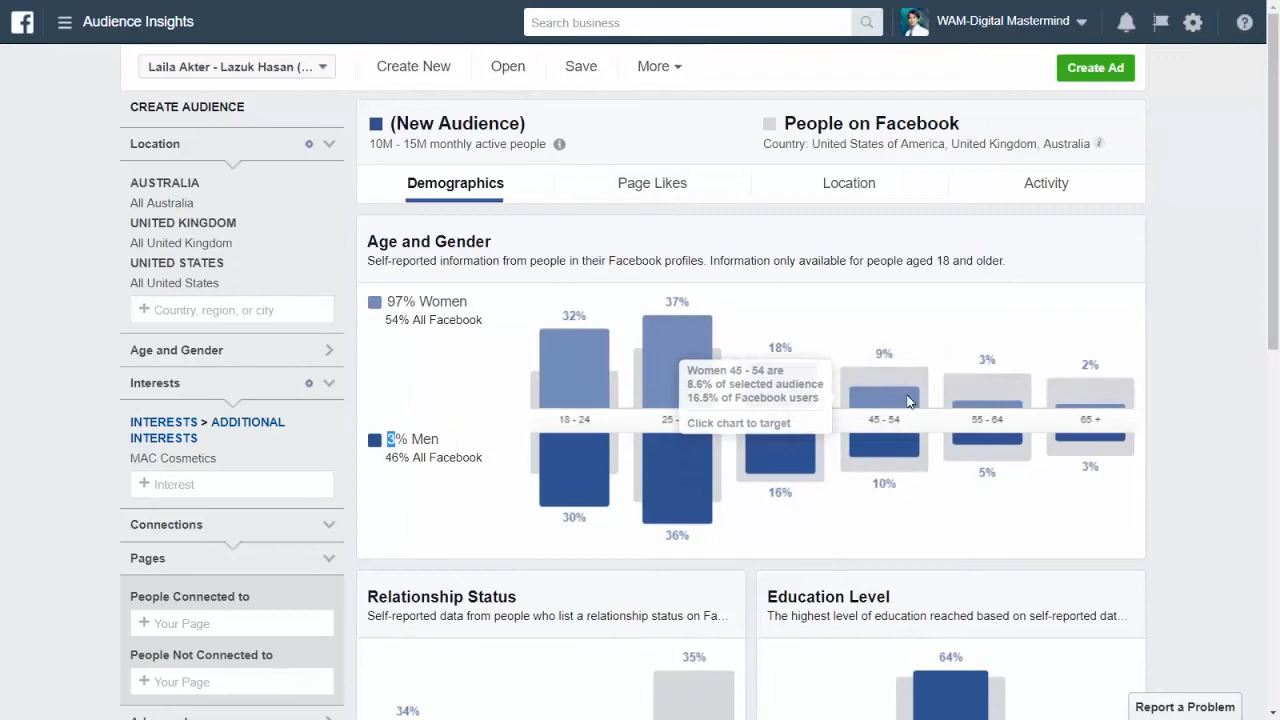 Audience Insights
Search business
WAM-Digital Mastermind
Laila Akter - Lazuk Hasan (...
Create New
Open
Save
More
Create Ad
CREATE AUDIENCE
Location
AUSTRALIA
All Australia
UNITED KINGDOM
All United Kingdom
UNITED STATES
All United States
+ Country, region, or city
Age and Gender
Interests
INTERESTS > ADDITIONAL
INTERESTS
MAC Cosmetics
+ Interest
Connections
Pages
People Connected to
+ Your Page
People Not Connected to
+ Your Page
(New Audience)
10M - 15M monthly active people
People on Facebook
Country: United States of America, United Kingdom, Australia
Demographics
Page Likes
Location
Activity
Age and Gender
Self-reported information from people in their Facebook profiles. Information only available for people aged 18 and older.
97% Women
54% All Facebook
3% Men
46% All Facebook
32%
37%
18%
9%
3%
2%
Women 45 - 54 are
8.6% of selected audience
16.5% of Facebook users
Click chart to target
18 - 24
25 -
45 - 54
55 - 64
65 +
30%
36%
16%
10%
5%
3%
Relationship Status
Self-reported data from people who list a relationship status on Fa...
34%
35%
Education Level
The highest level of education reached based on self-reported dat...
64%
Report a Problem